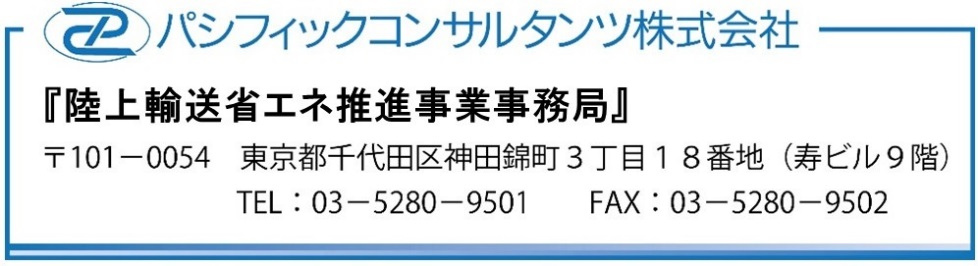 パシフィックコンサルタンツ株式会社
『陸上輸送省エネ推進事業事務局』
〒101－0054　東京都千代田区神田錦町３丁目１８番地（寿ビル９階）
TEL：03－5280－9501　　FAX：03－5280－9502